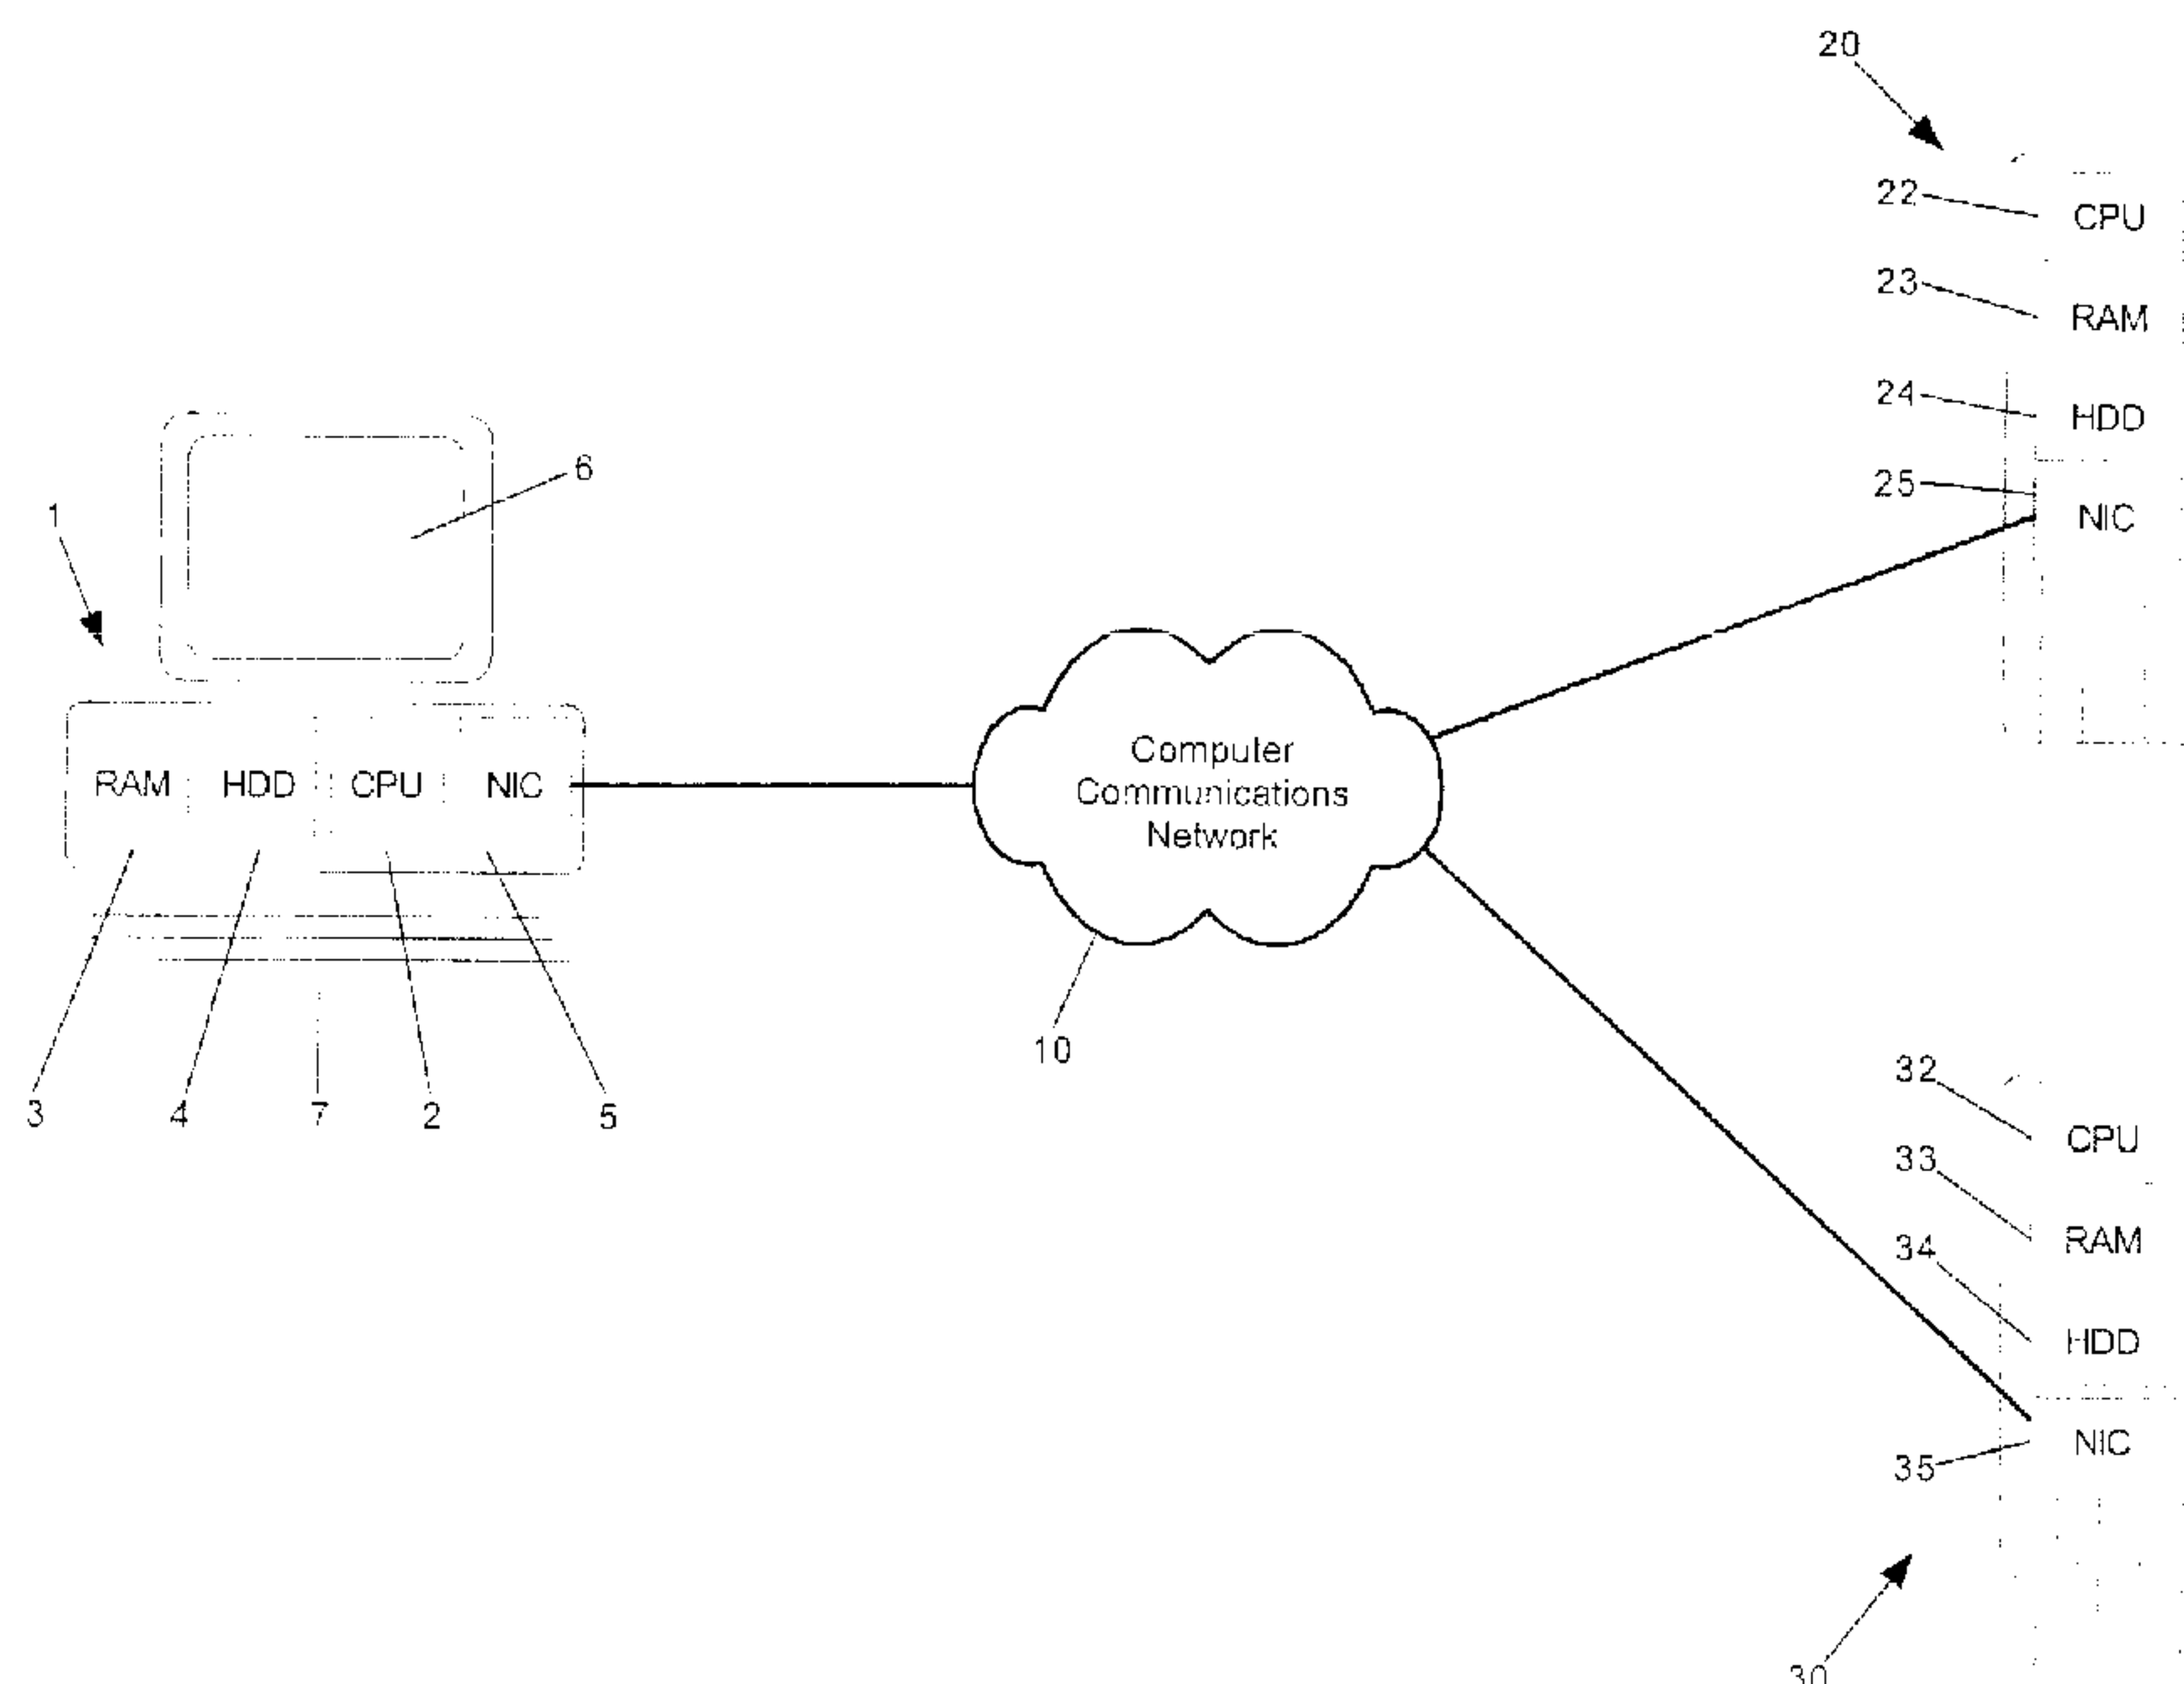 20
22
CPU
23
RAM
24
HDD
25
NIC
6
1
RAM HDD CPU NIC
Computer
Communications
Network
3 4 7 2 5
10
32
CPU
33
RAM
34
HDD
NIC
35
30